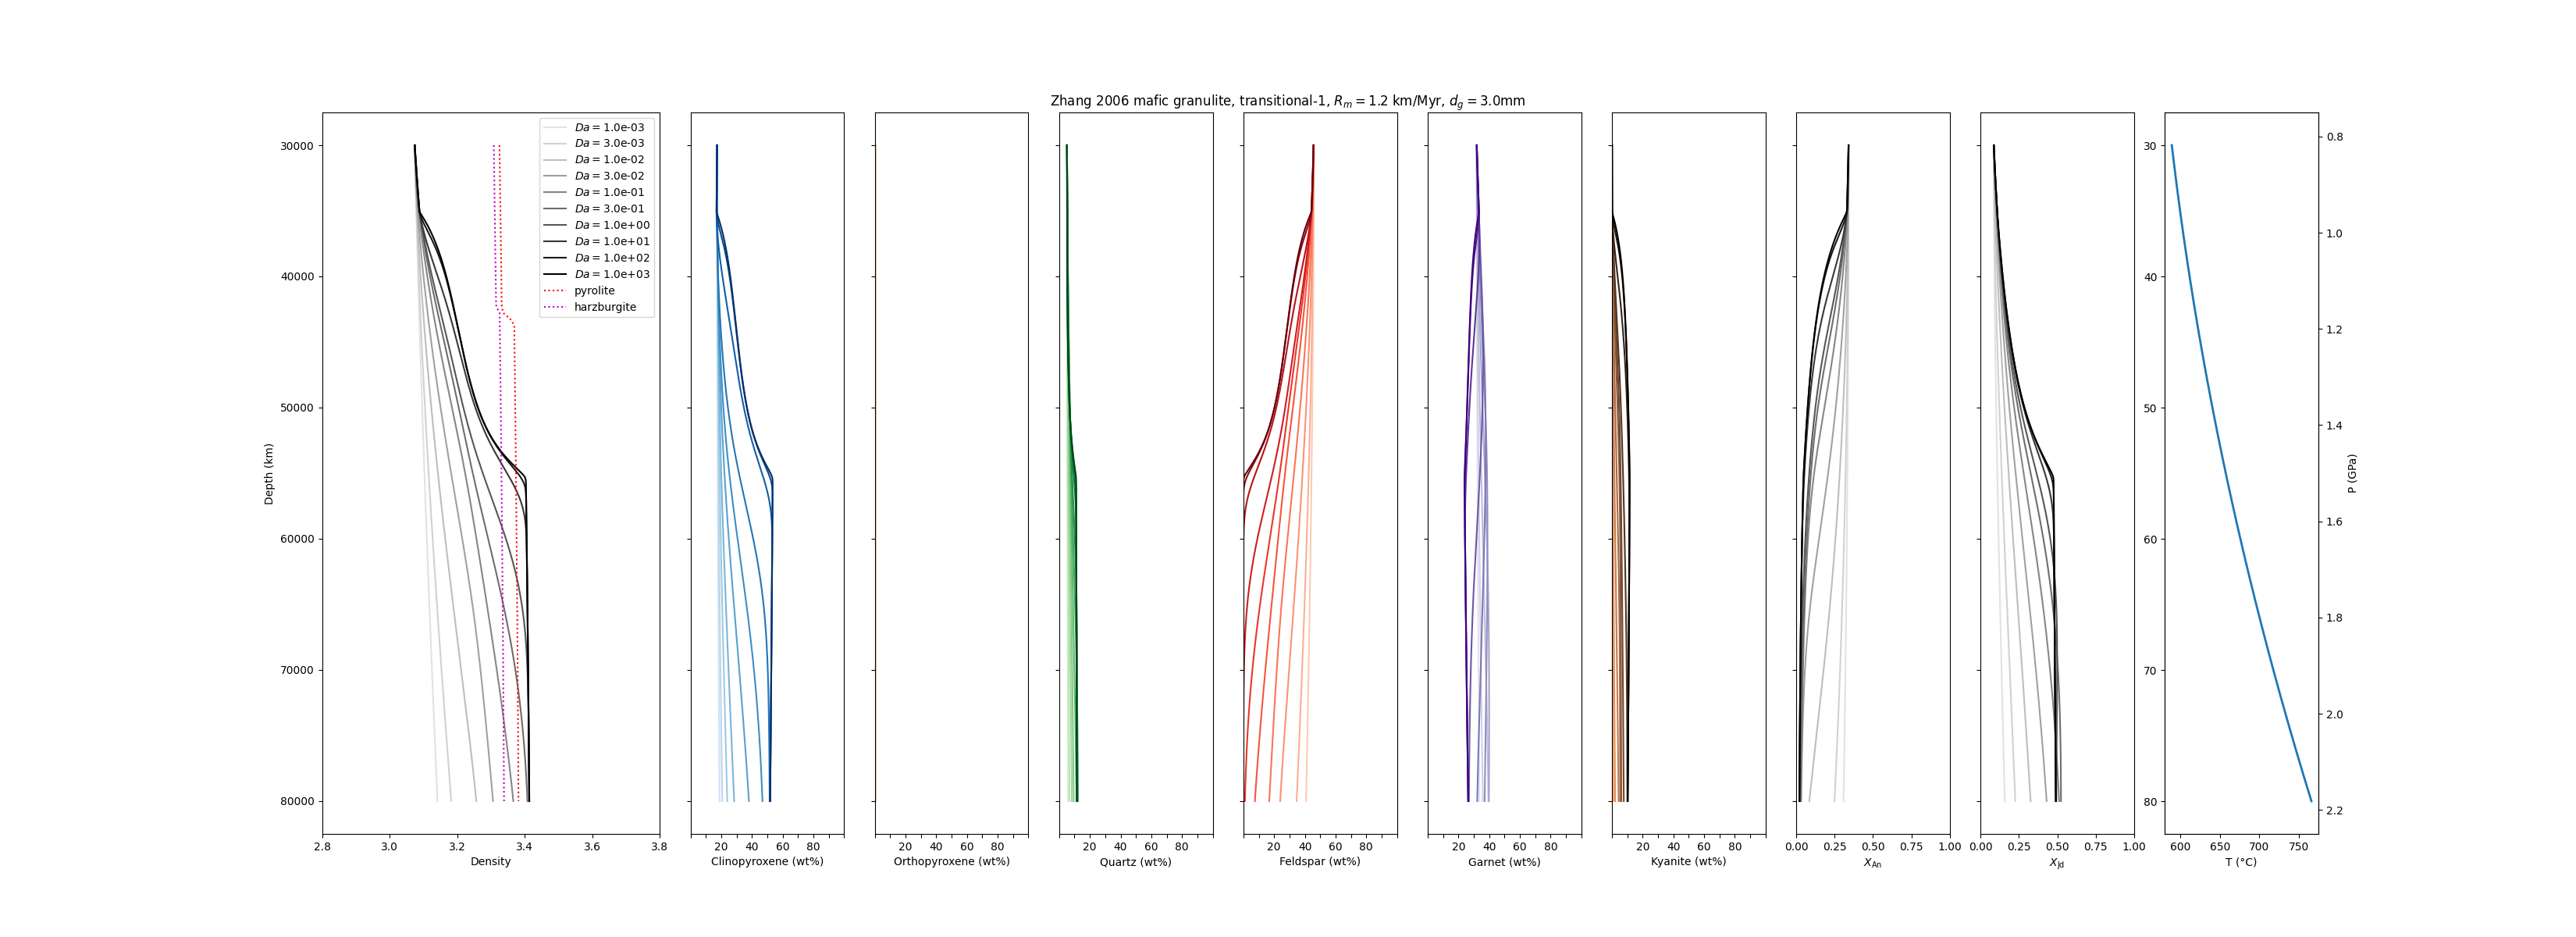 Zhang 2006 mafic granulite, transitional-1, Rm = 1.2 km/Myr, dg = 3.0mm
Da = 1.0e-03
Da = 3.0e-03
Da = 1.0e-02
Da = 3.0e-02
Da = 1.0e-01
Da = 3.0e-01
Da = 1.0e+00
Da = 1.0e+01
Da = 1.0e+02
Da = 1.0e+03
pyrolite
harzburgite
30000
40000
50000
60000
70000
80000
Depth (km)
2.8 3.0 3.2 3.4 3.6 3.8
Density
20 40 60 80
Clinopyroxene (wt%)
Orthopyroxene (wt%)
20 40 60 80
Quartz (wt%)
20 40 60 80
Feldspar (wt%)
20 40 60 80
Garnet (wt%)
20 40 60 80
Kyanite (wt%)
0.00 0.25 0.50 0.75 1.00
XAn
0.00 0.25 0.50 0.75 1.00
XJd
30
40
50
60
70
80
600 650 700 750
T (°C)
0.8
1.0
1.2
1.4
1.6
1.8
2.0
2.2
P (GPa)